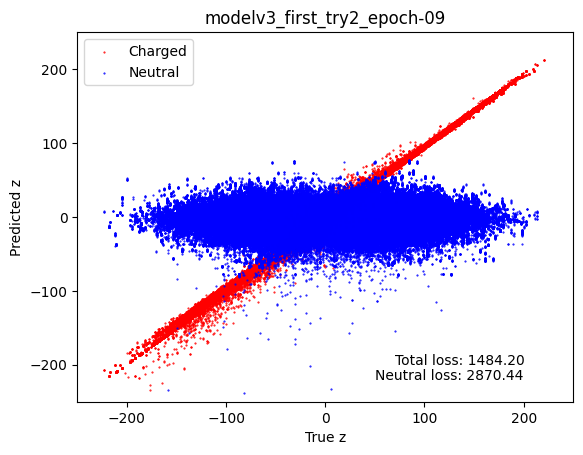 modelv3_first_try2_epoch-09
Charged
Neutral
200
100
0
−100
−200
Predicted z
Total loss: 1484.20
Neutral loss: 2870.44
−200
−100
0
100
200
True z